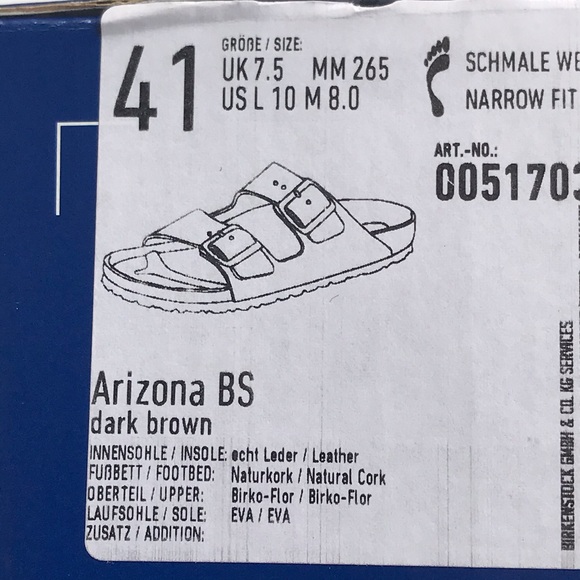 41
GRÖßE / SIZE:
UK 7.5 MM 265
US L 10 M 8.0
SCHMALE WE
NARROW FIT
ART.-NO.:
0051703
Arizona BS
dark brown
INNENSOHLE / INSOLE: echt Leder / Leather
FUßBETT / FOOTBED: Naturkork / Natural Cork
OBERTEIL / UPPER: Birko-Flor / Birko-Flor
LAUFSOHLE / SOLE: EVA / EVA
ZUSATZ / ADDITION:
BIRKENSTOCK GMBH & CO. KG SERVICES